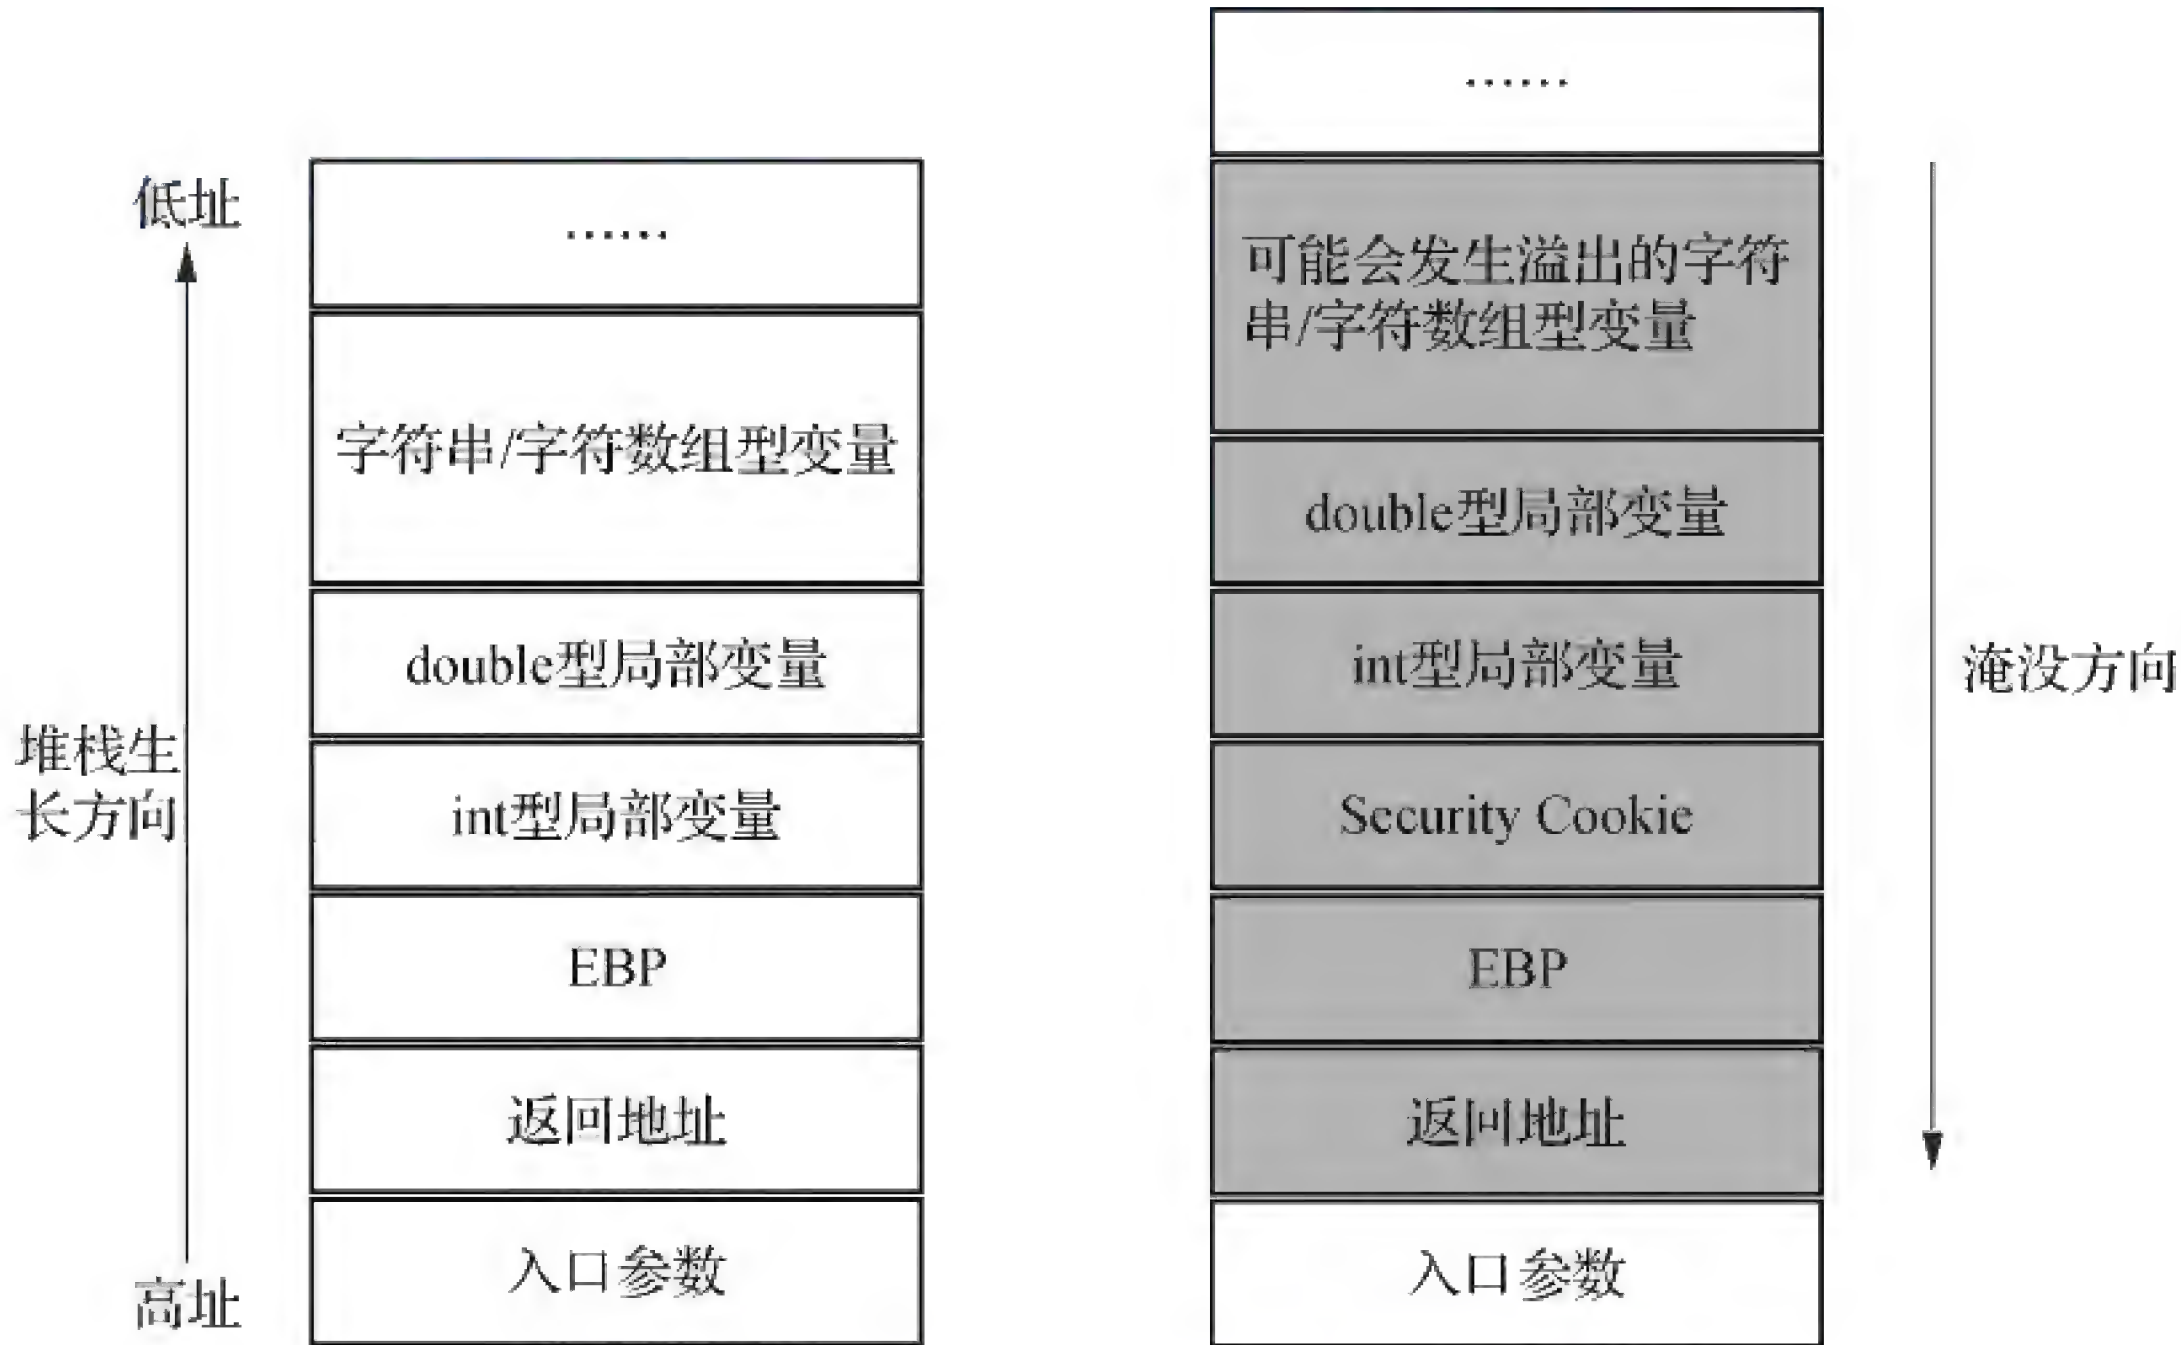 低址
堆栈生
长方向
高址
……
字符串/字符数组型变量
double型局部变量
int型局部变量
EBP
返回地址
入口参数
……
可能会发生溢出的字符
串/字符数组型变量
double型局部变量
int型局部变量
Security Cookie
EBP
返回地址
入口参数
淹没方向